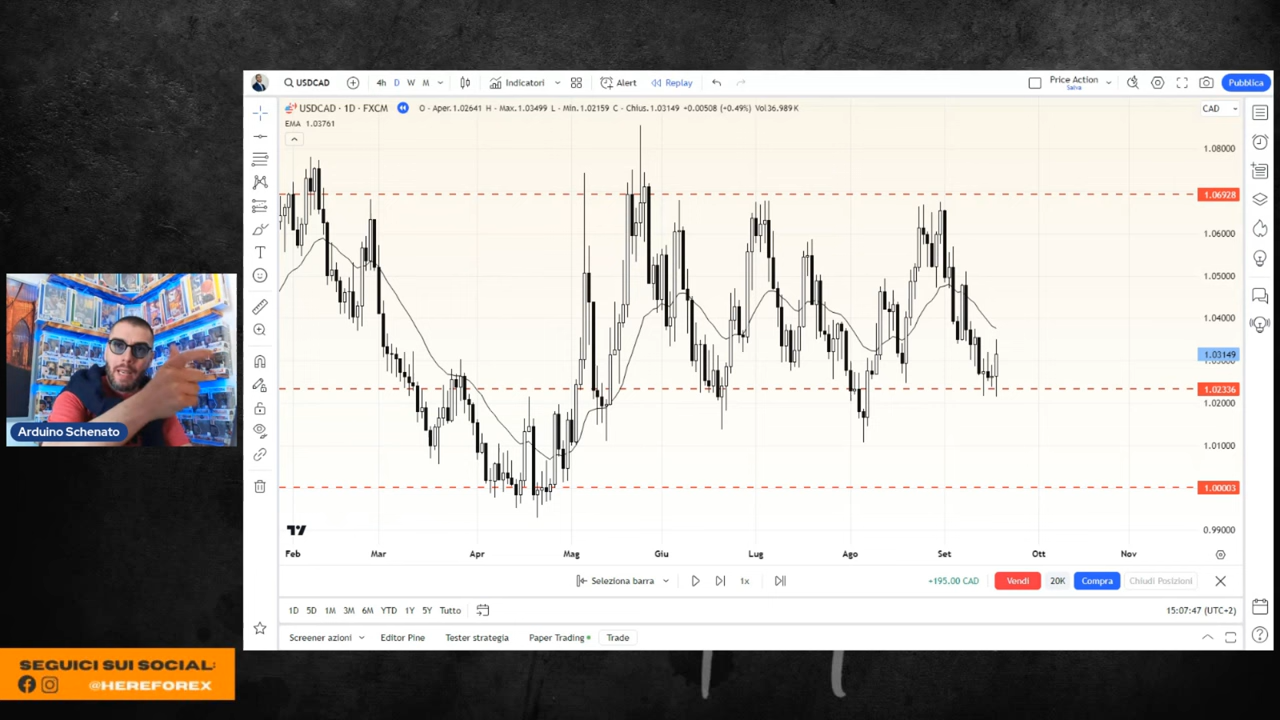 USDCAD
4h D W M
Indicatori
Alert
Replay
Price Action
Salva
Pubblica
USDCAD · 1D · FXCM O - Aper.1.02641 H - Max.1.03499 L - Min.1.02159 C - Chius.1.03149 +0.00508 (+0.49%) Vol36.989K
CAD
EMA 1.03761
1.08000
1.06928
1.06000
1.05000
1.04000
1.03149
1.02336
1.02000
1.01000
1.00003
0.99000
Feb Mar Apr Mag Giu Lug Ago Set Ott Nov
Seleziona barra
1x
+195.00 CAD
Vendi
20K
Compra
Chiudi Posizioni
1D 5D 1M 3M 6M YTD 1Y 5Y Tutto
15:07:47 (UTC+2)
Screener azioni
Editor Pine
Tester strategia
Paper Trading
Trade
Arduino Schenato
SEGUICI SUI SOCIAL:
@HEREFOREX